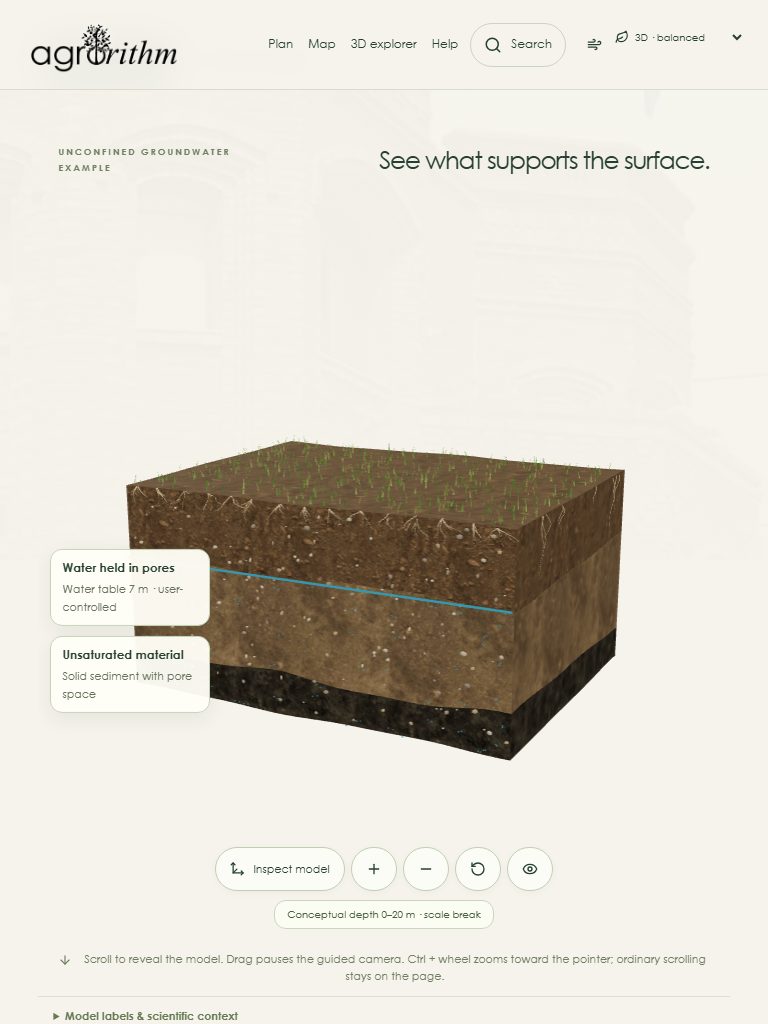 agrorithm
Plan Map 3D explorer Help Search 3D · balanced
UNCONFINED GROUNDWATER
EXAMPLE
See what supports the surface.
Water held in pores
Water table 7 m · user-
controlled
Unsaturated material
Solid sediment with pore
space
Inspect model
Conceptual depth 0–20 m · scale break
Scroll to reveal the model. Drag pauses the guided camera. Ctrl + wheel zooms toward the pointer; ordinary scrolling
stays on the page.
Model labels & scientific context